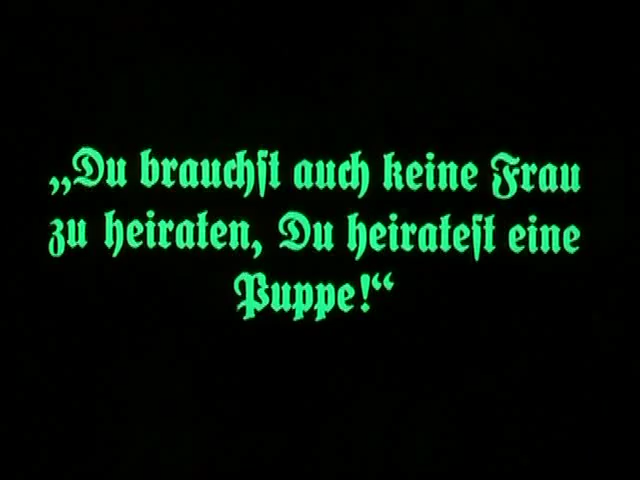 „Du brauchst auch keine Frau
zu heiraten, Du heiratest eine
Puppe!“